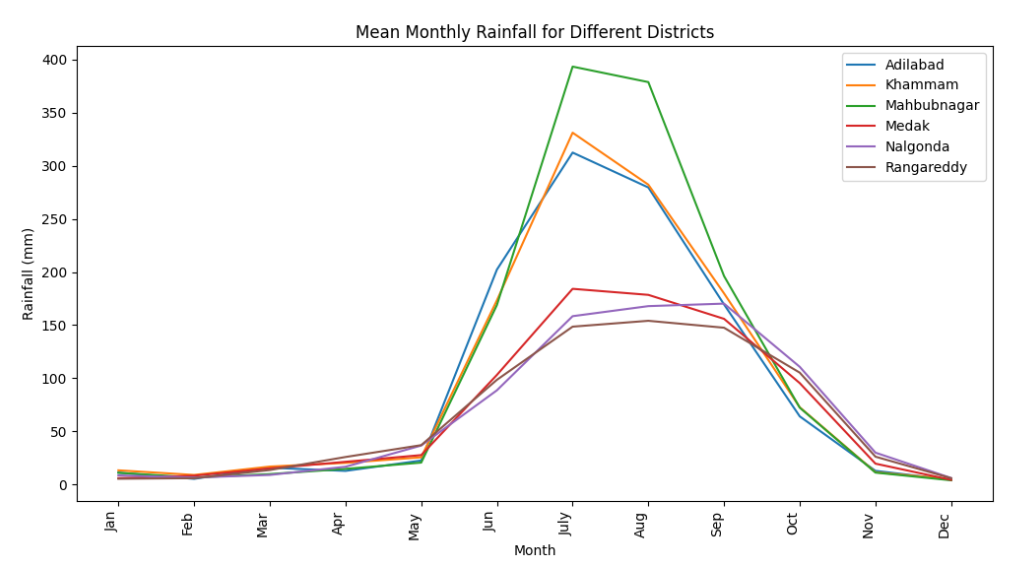 Mean Monthly Rainfall for Different Districts
400
350
300
250
200
150
100
50
0
Rainfall (mm)
Adilabad
Khammam
Mahbubnagar
Medak
Nalgonda
Rangareddy
Jan
Feb
Mar
Apr
May
Jun
July
Aug
Sep
Oct
Nov
Dec
Month